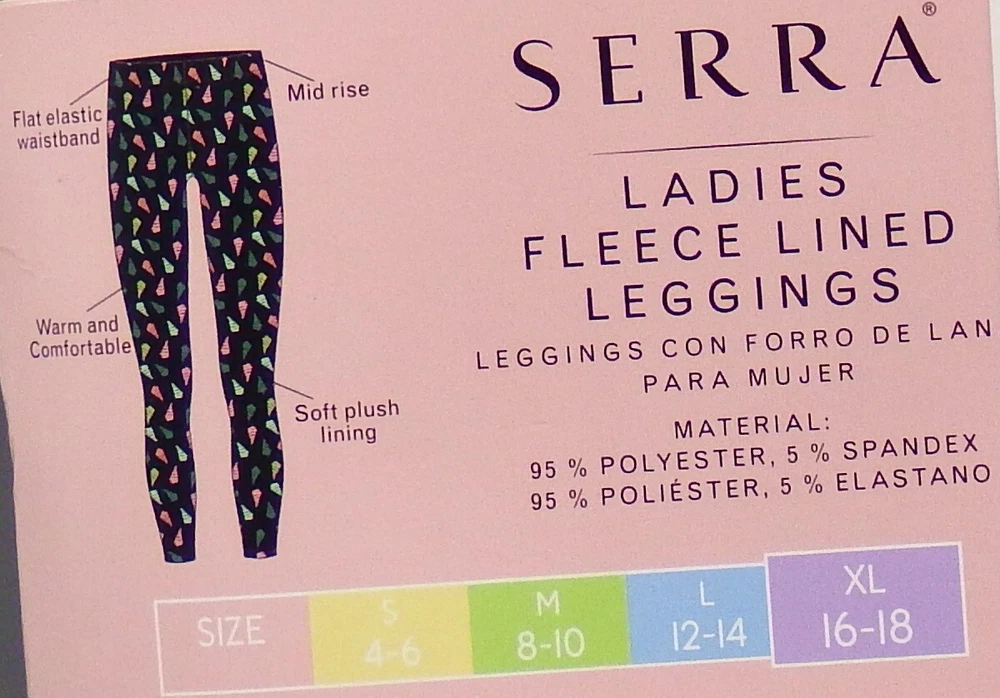 SERRA®
LADIES
FLEECE LINED
LEGGINGS
LEGGINGS CON FORRO DE LAN
PARA MUJER
MATERIAL:
95 % POLYESTER, 5 % SPANDEX
95 % POLIÉSTER, 5 % ELASTANO
Flat elastic
waistband
Mid rise
Warm and
Comfortable
Soft plush
lining
SIZE S M L XL
4-6 8-10 12-14 16-18